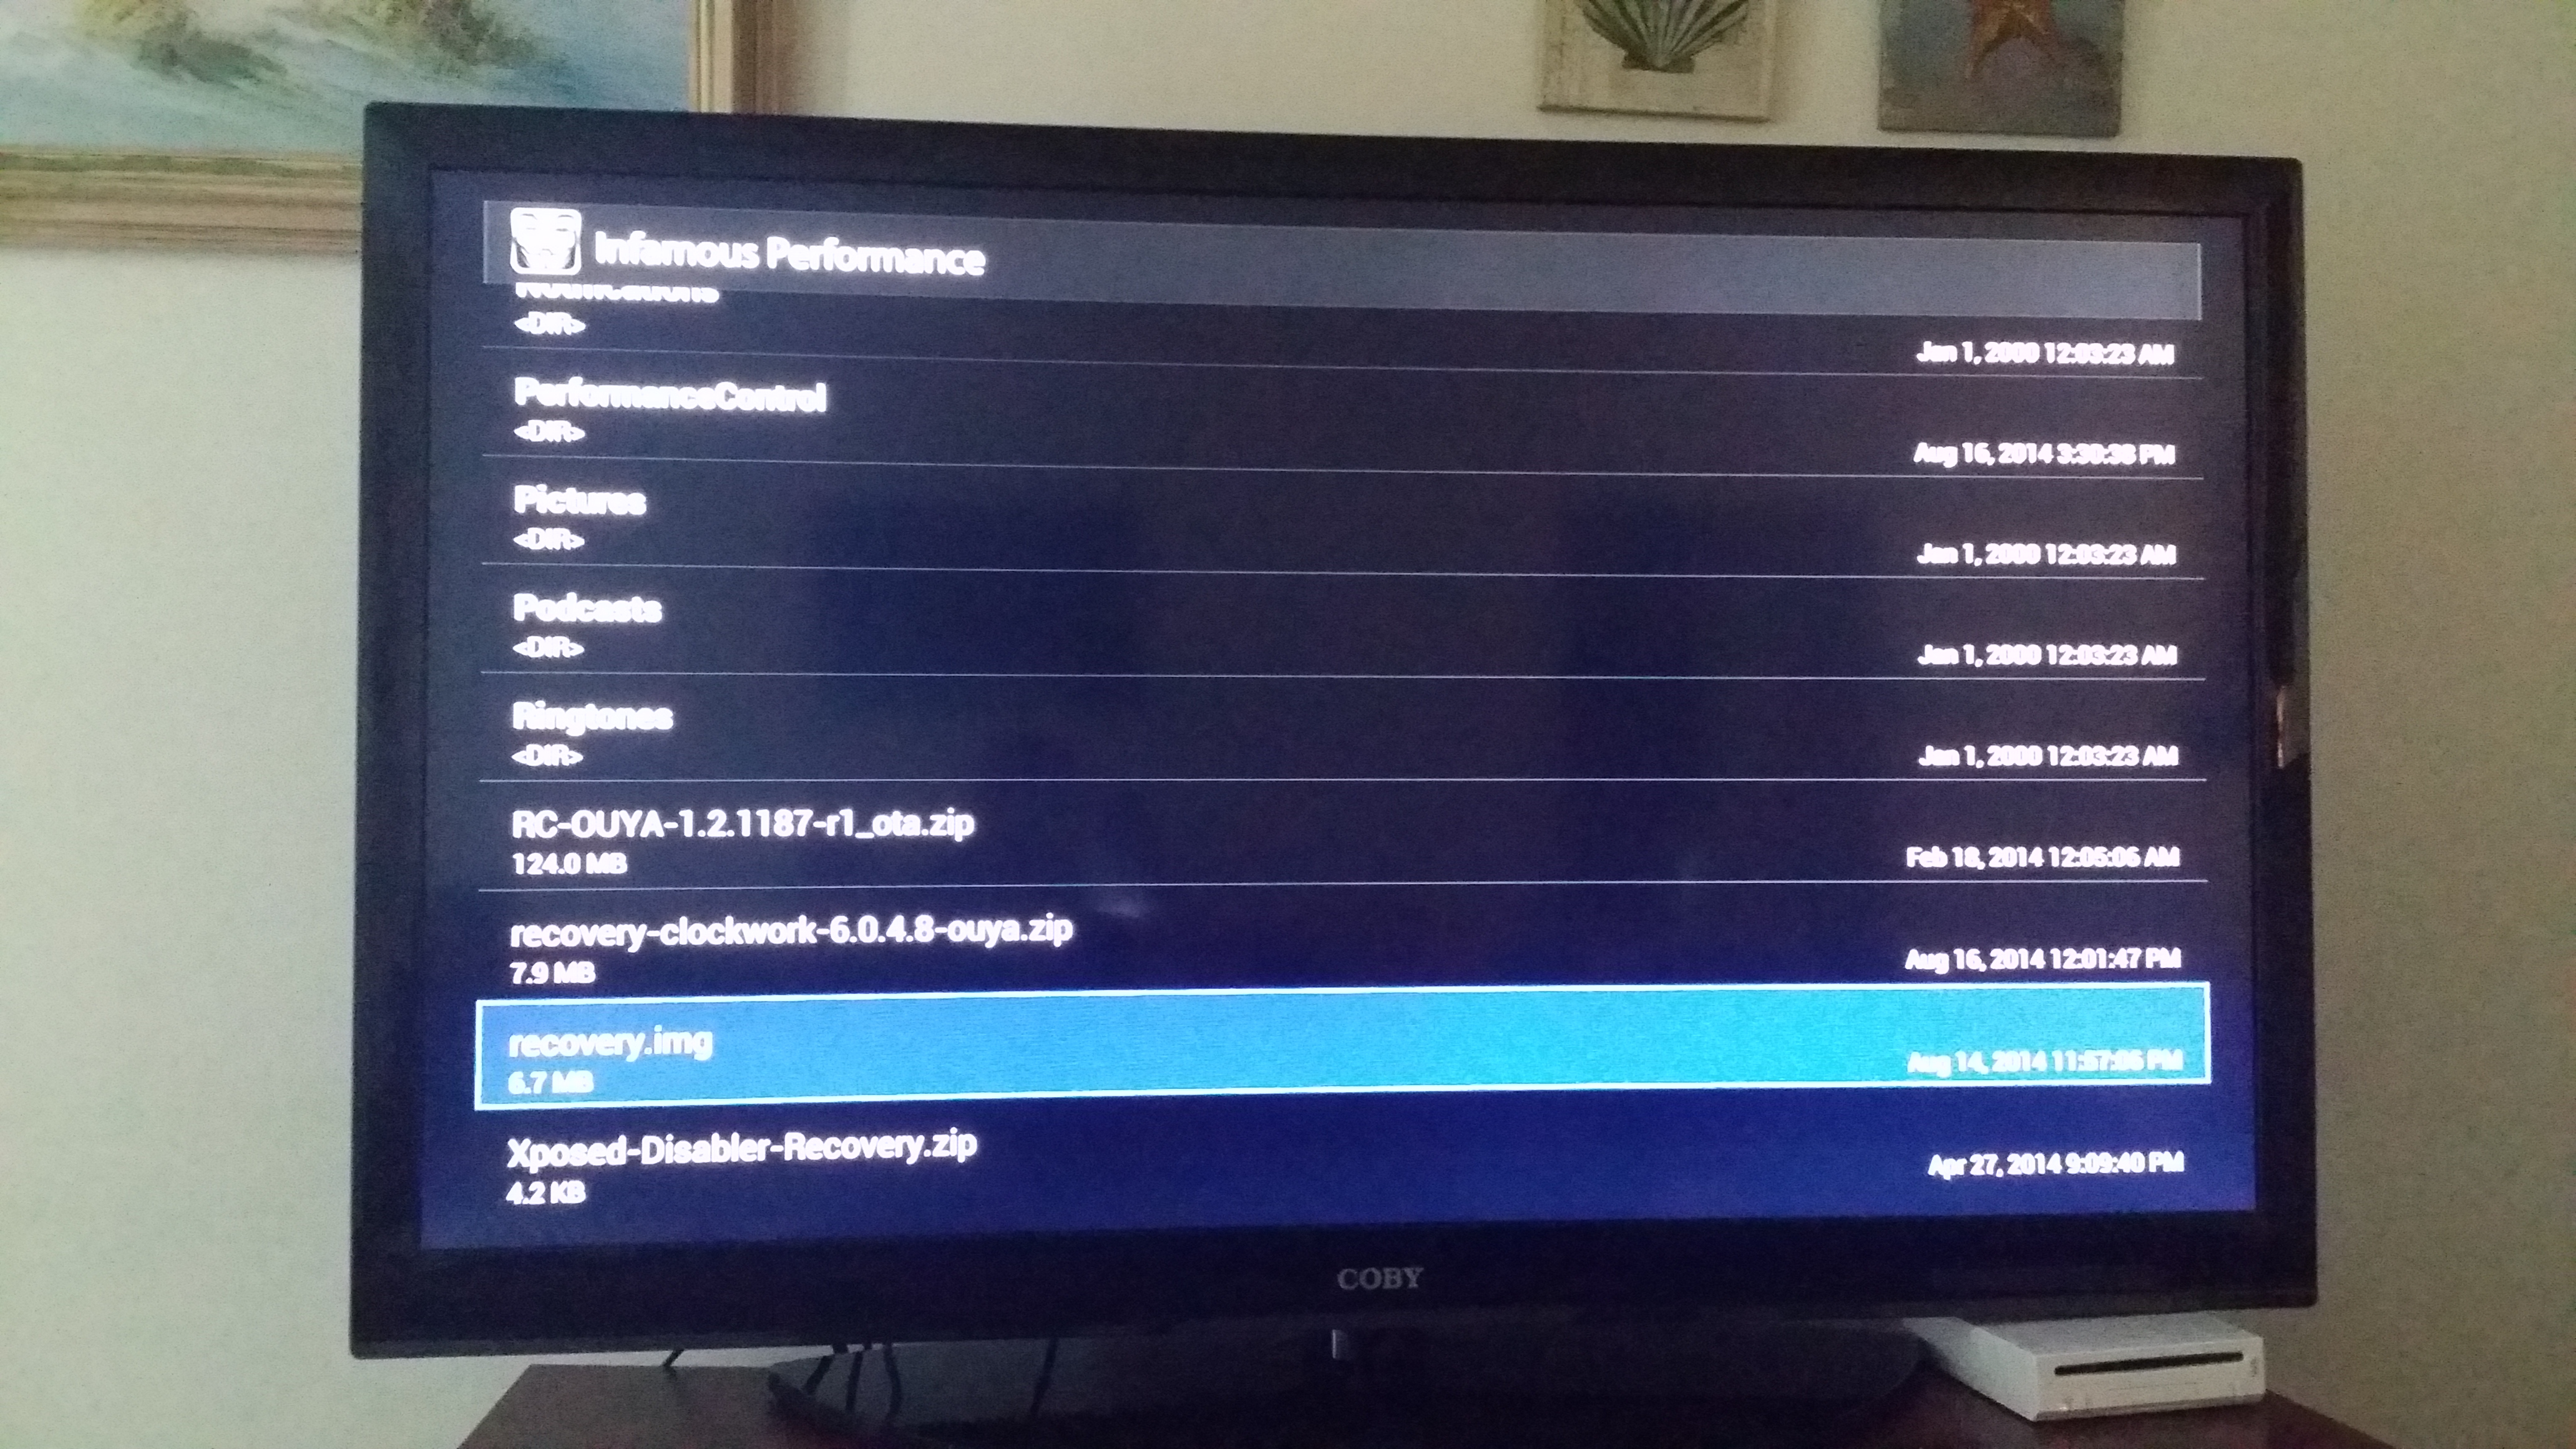 Infamous Performance
Notifications
<DIR>
Jan 1, 2000 12:03:23 AM
PerformanceControl
<DIR>
Aug 16, 2014 3:30:38 PM
Pictures
<DIR>
Jan 1, 2000 12:03:23 AM
Podcasts
<DIR>
Jan 1, 2000 12:03:23 AM
Ringtones
<DIR>
Jan 1, 2000 12:03:23 AM
RC-OUYA-1.2.1187-r1_ota.zip
124.0 MB
Feb 18, 2014 12:05:06 AM
recovery-clockwork-6.0.4.8-ouya.zip
7.9 MB
Aug 16, 2014 12:01:47 PM
recovery.img
6.7 MB
Aug 14, 2014 11:57:05 PM
Xposed-Disabler-Recovery.zip
4.2 KB
Apr 27, 2014 9:09:40 PM
COBY